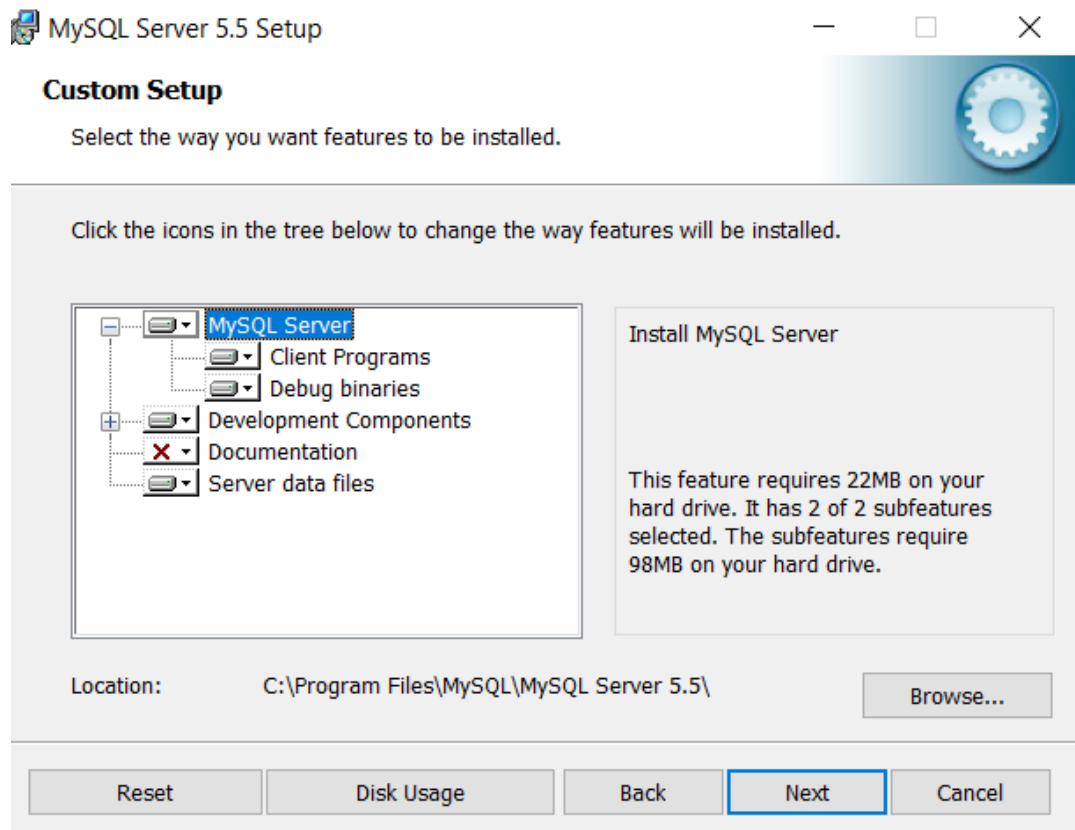 MySQL Server 5.5 Setup
Custom Setup
Select the way you want features to be installed.
Click the icons in the tree below to change the way features will be installed.
MySQL Server
Client Programs
Debug binaries
Development Components
Documentation
Server data files
Install MySQL Server
This feature requires 22MB on your
hard drive. It has 2 of 2 subfeatures
selected. The subfeatures require
98MB on your hard drive.
Location: C:\Program Files\MySQL\MySQL Server 5.5\
Browse...
Reset Disk Usage Back Next Cancel